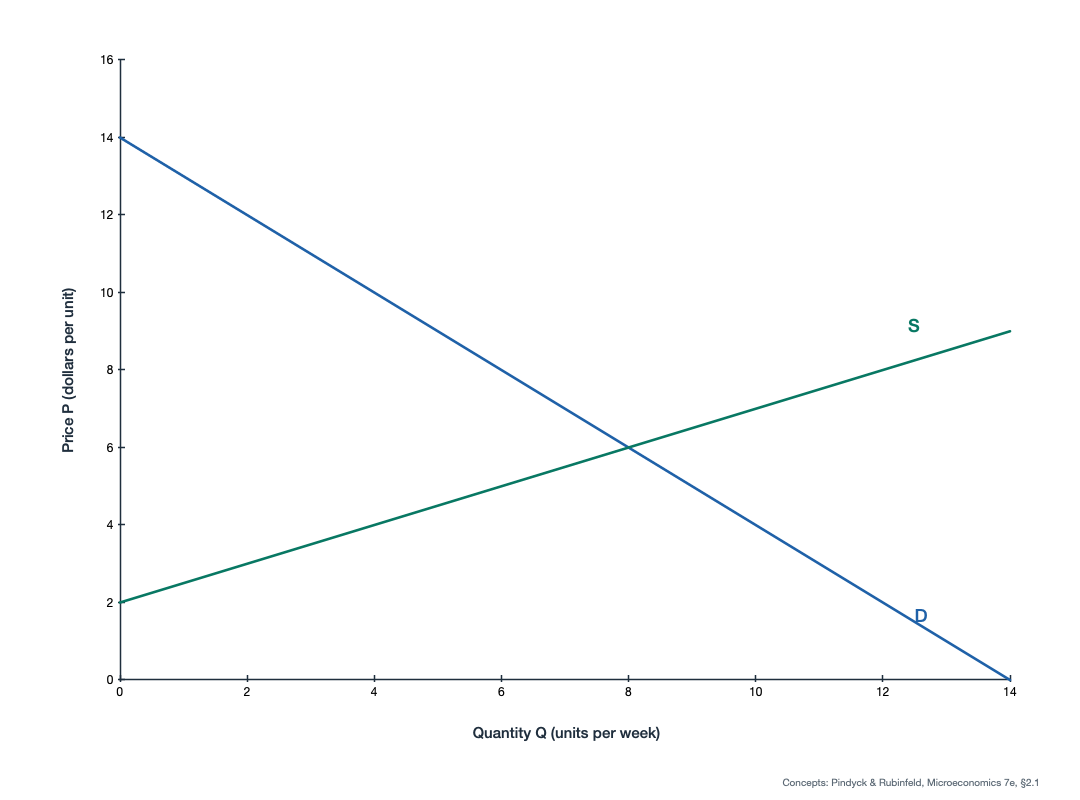 16
14
12
10
8
6
4
2
0
Price P (dollars per unit)
S
D
0 2 4 6 8 10 12 14
Quantity Q (units per week)
Concepts: Pindyck & Rubinfeld, Microeconomics 7e, §2.1